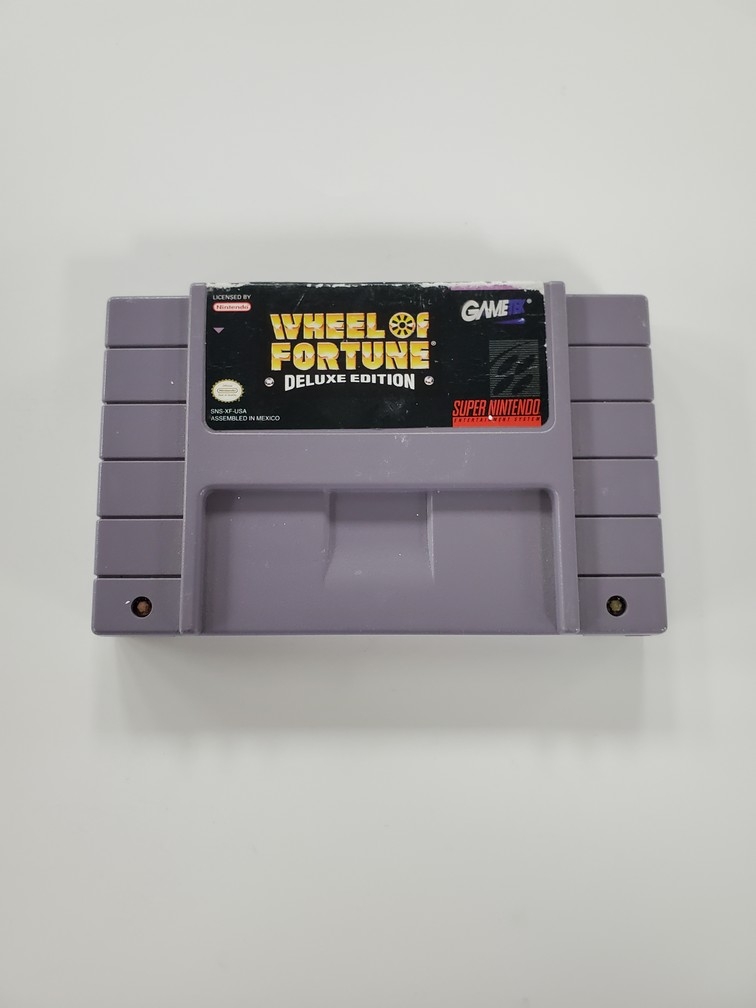 LICENSED BY
Nintendo
GAMETEK®
WHEEL OF
FORTUNE®
DELUXE EDITION
SNS-XF-USA
ASSEMBLED IN MEXICO
SUPER NINTENDO
ENTERTAINMENT SYSTEM